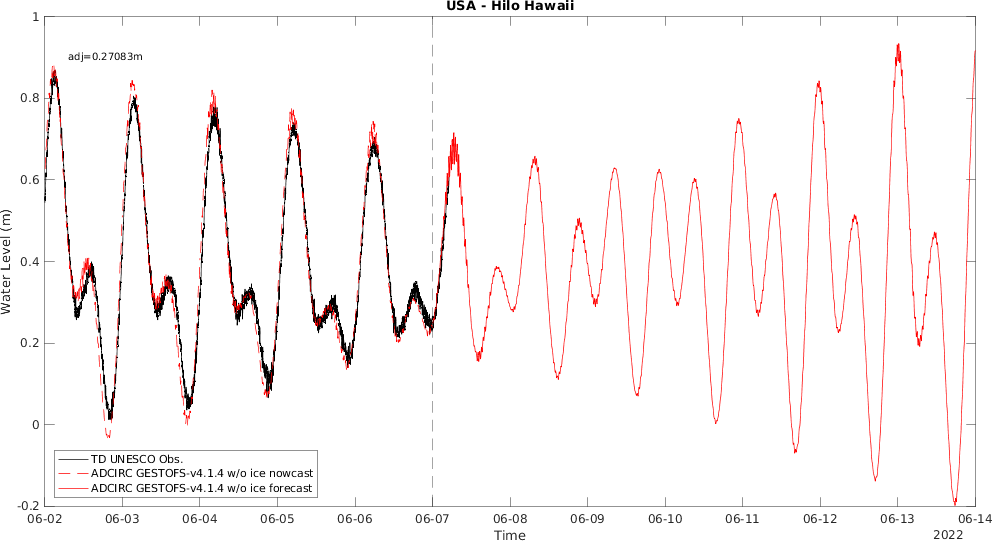 USA - Hilo Hawaii
adj=0.27083m
1
0.8
0.6
0.4
0.2
0
-0.2
Water Level (m)
TD UNESCO Obs.
ADCIRC GESTOFS-v4.1.4 w/o ice nowcast
ADCIRC GESTOFS-v4.1.4 w/o ice forecast
06-02 06-03 06-04 06-05 06-06 06-07 06-08 06-09 06-10 06-11 06-12 06-13 06-14
Time
2022